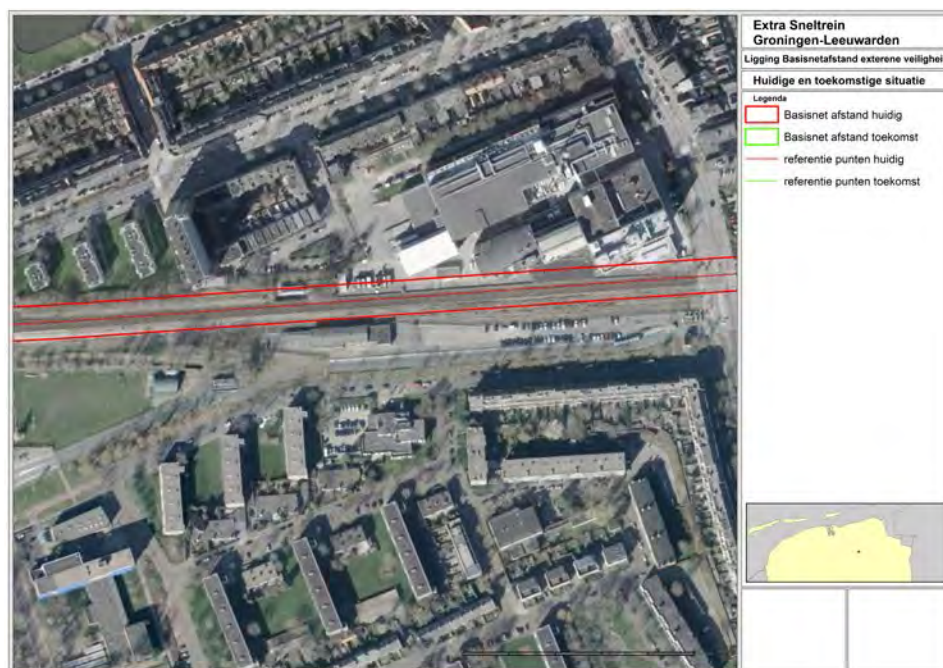 Extra Sneltrein
Groningen-Leeuwarden
Ligging Basisnetafstand externe veilighei
Huidige en toekomstige situatie
Legenda
Basisnet afstand huidig
Basisnet afstand toekomst
referentie punten huidig
referentie punten toekomst